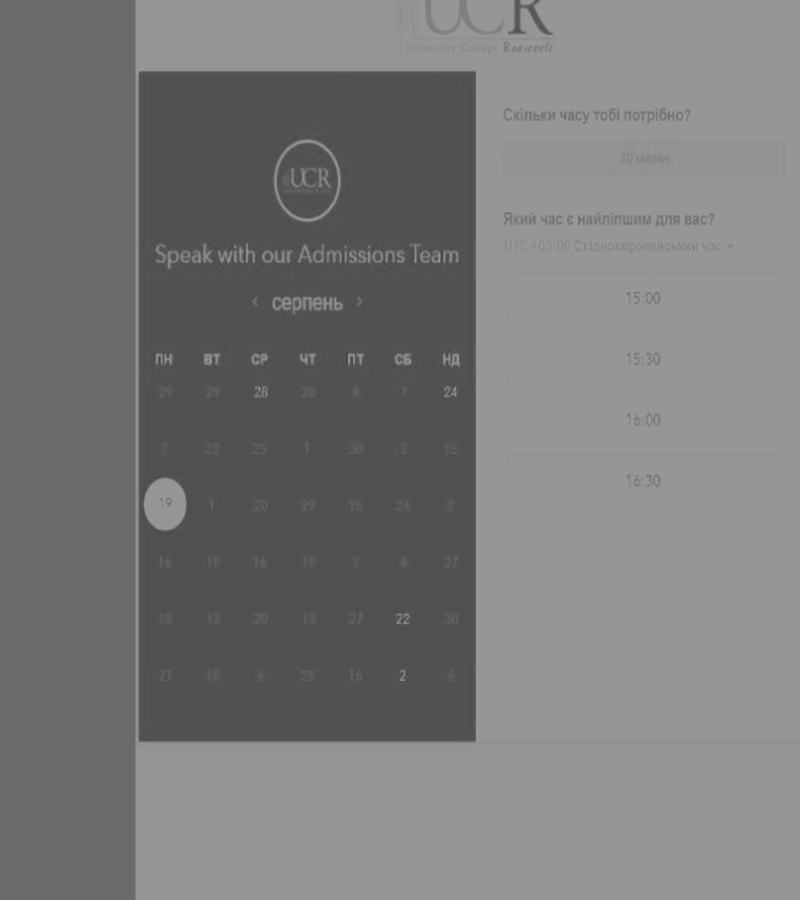 UCR
University College Roosevelt
UCR
Speak with our Admissions Team
‹ серпень ›
ПН ВТ СР ЧТ ПТ СБ НД
29 29 28 28 4 7 24
2 23 25 1 30 3 15
19 1 20 29 15 24 2
16 19 16 19 3 4 27
18 13 20 13 27 22 30
21 18 6 25 16 2 6
Скільки часу тобі потрібно?
30 хвилин
Який час є найліпшим для вас?
UTC +03:00 Східноєвропейський час
15:00
15:30
16:00
16:30